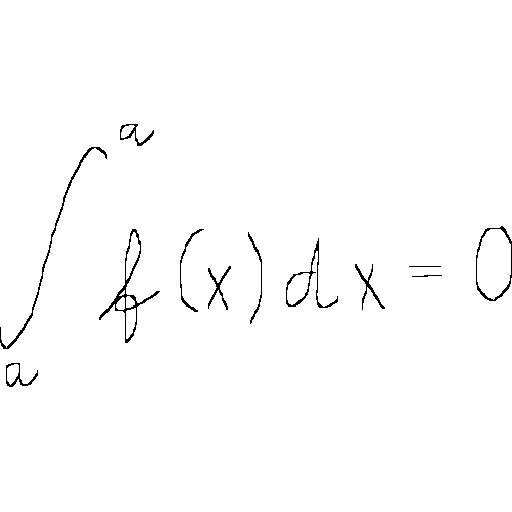 ∫_a^a f(x) dx = 0